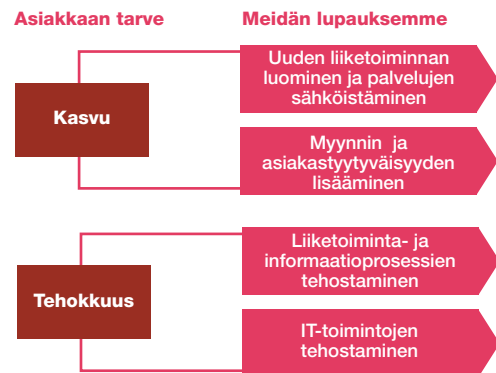 Asiakkaan tarve
Meidän lupauksemme
Kasvu
Uuden liiketoiminnan
luominen ja palvelujen
sähköistäminen
Myynnin ja
asiakastyytyväisyyden
lisääminen
Tehokkuus
Liiketoiminta- ja
informaatioprosessien
tehostaminen
IT-toimintojen
tehostaminen